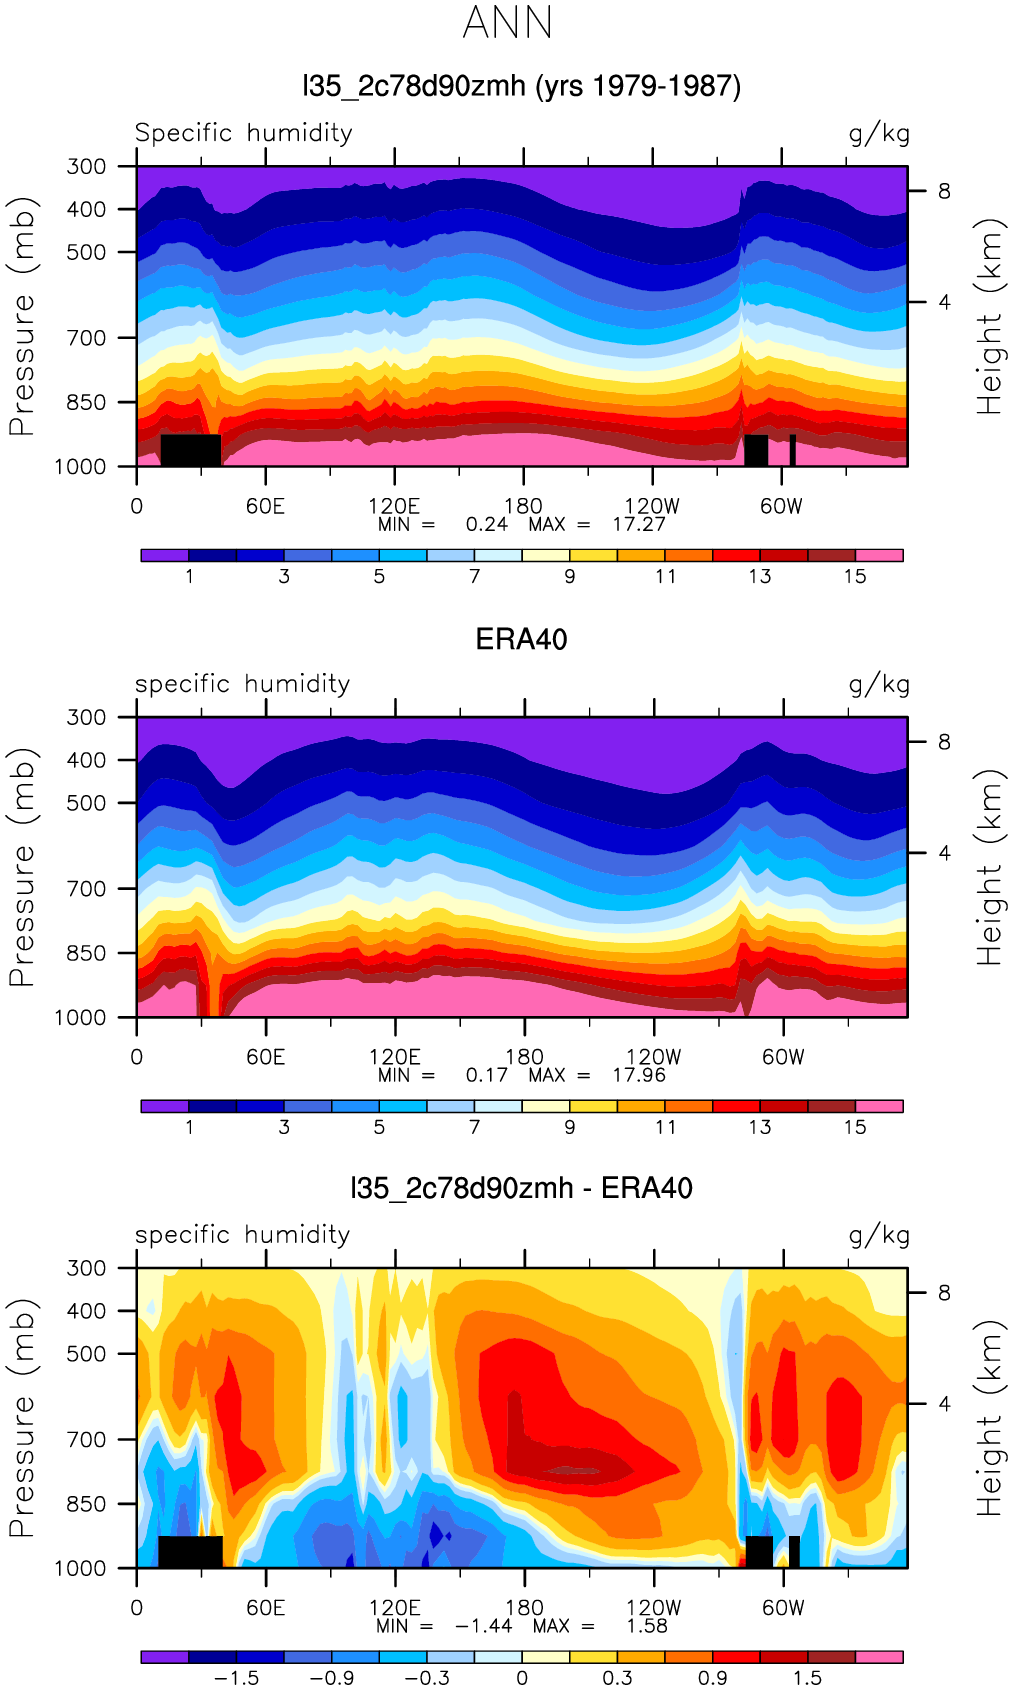 ANN
l35_2c78d90zmh (yrs 1979-1987)
Specific humidity g/kg
300
400
500
700
850
1000
Pressure (mb)
8
4
Height (km)
0 60E 120E 180 120W 60W
MIN = 0.24 MAX = 17.27
1 3 5 7 9 11 13 15
ERA40
specific humidity g/kg
300
400
500
700
850
1000
Pressure (mb)
8
4
Height (km)
0 60E 120E 180 120W 60W
MIN = 0.17 MAX = 17.96
1 3 5 7 9 11 13 15
l35_2c78d90zmh - ERA40
specific humidity g/kg
300
400
500
700
850
1000
Pressure (mb)
8
4
Height (km)
0 60E 120E 180 120W 60W
MIN = −1.44 MAX = 1.58
−1.5 −0.9 −0.3 0 0.3 0.9 1.5